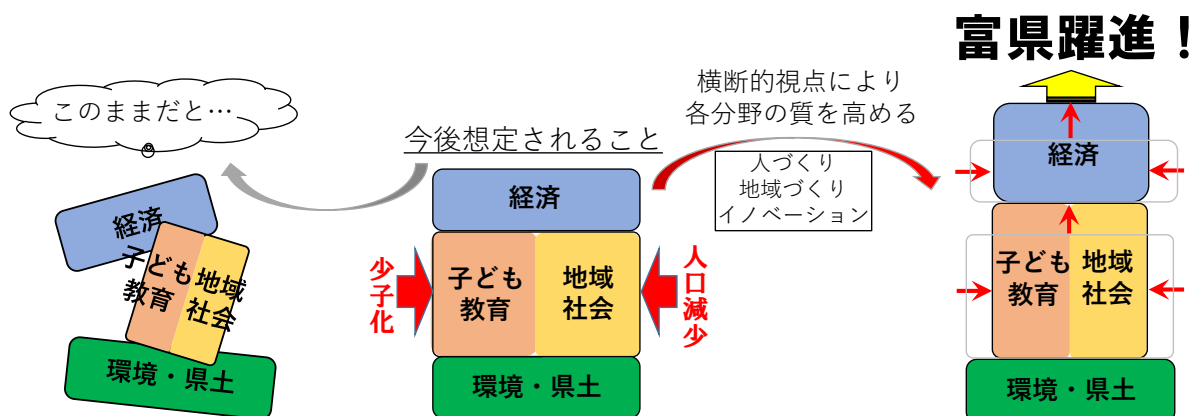 富県躍進！
このままだと…
横断的視点により
各分野の質を高める
今後想定されること
人づくり
地域づくり
イノベーション
経済
子ども
教育
地域
社会
環境・県土
経済
少子化
子ども
教育
地域
社会
人口減少
環境・県土
経済
子ども
教育
地域
社会
環境・県土